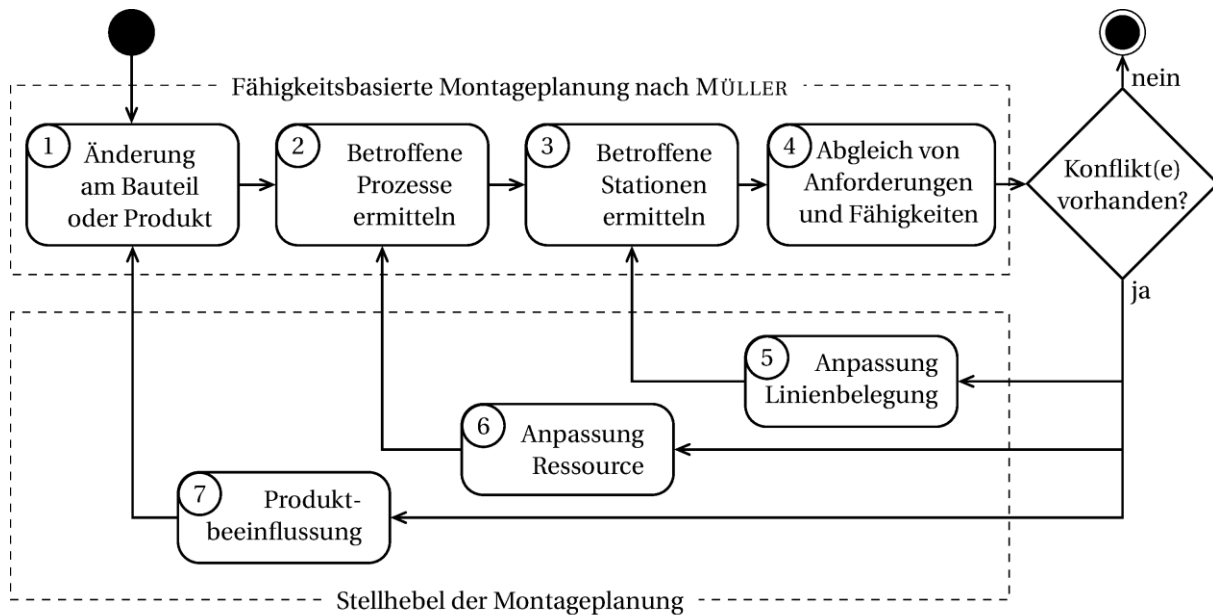 Fähigkeitsbasierte Montageplanung nach MÜLLER
nein
1
Änderung
am Bauteil
oder Produkt
2
Betroffene
Prozesse
ermitteln
3
Betroffene
Stationen
ermitteln
4
Abgleich von
Anforderungen
und Fähigkeiten
Konflikt(e)
vorhanden?
ja
5
Anpassung
Linienbelegung
6
Anpassung
Ressource
7
Produkt-
beeinflussung
Stellhebel der Montageplanung